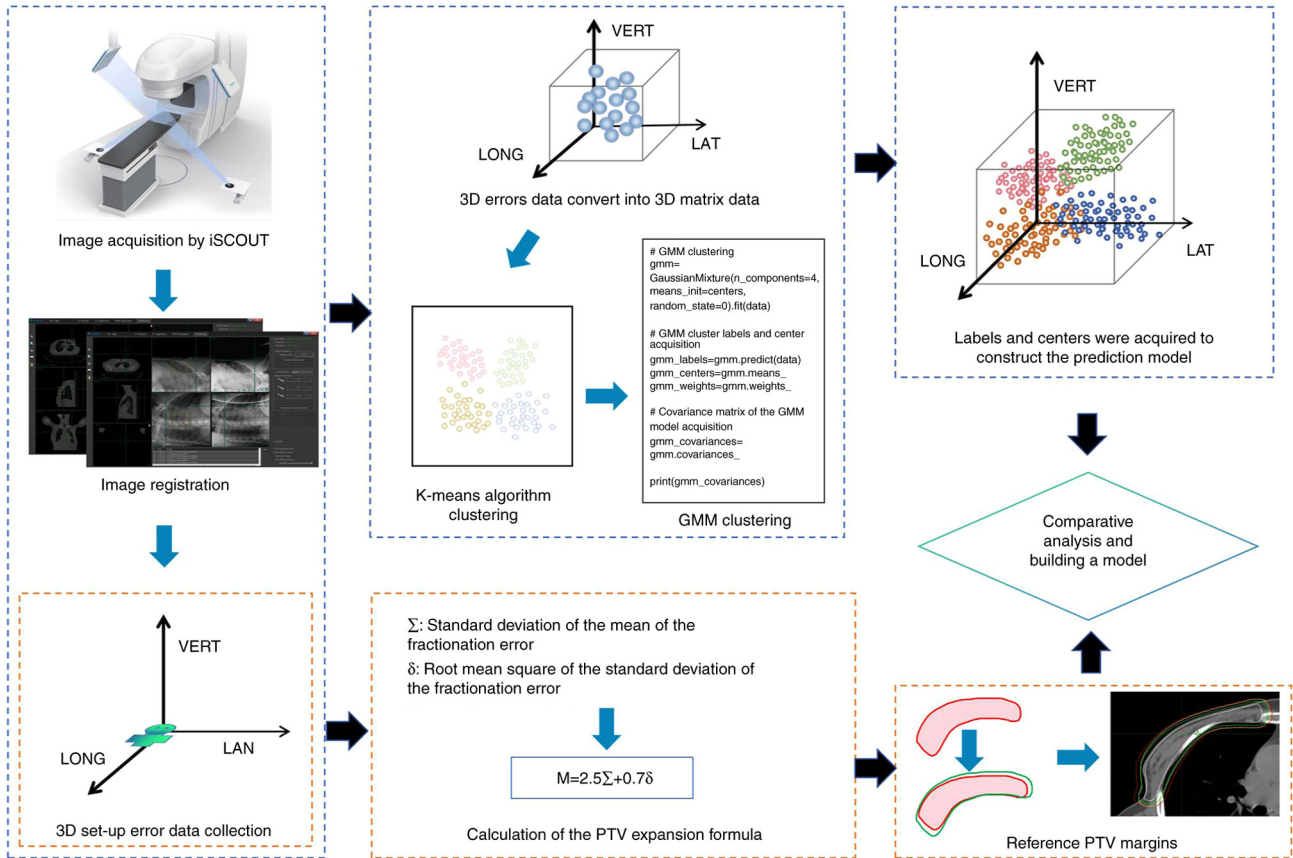 Image acquisition by iSCOUT
Image registration
VERT
LONG
LAN
3D set-up error data collection
VERT
LONG
LAT
3D errors data convert into 3D matrix data
K-means algorithm
clustering
# GMM clustering
gmm=
GaussianMixture(n_components=4,
means_init=centers,
random_state=0).fit(data)
# GMM cluster labels and center
acquisition
gmm_labels=gmm.predict(data)
gmm_centers=gmm.means_
gmm_weights=gmm.weights_
# Covariance matrix of the GMM
model acquisition
gmm_covariances=
gmm.covariances_
print(gmm_covariances)
GMM clustering
Σ: Standard deviation of the mean of the
fractionation error
δ: Root mean square of the standard deviation of
the fractionation error
M=2.5Σ+0.7δ
Calculation of the PTV expansion formula
VERT
LONG
LAT
Labels and centers were acquired to
construct the prediction model
Comparative
analysis and
building a model
Reference PTV margins